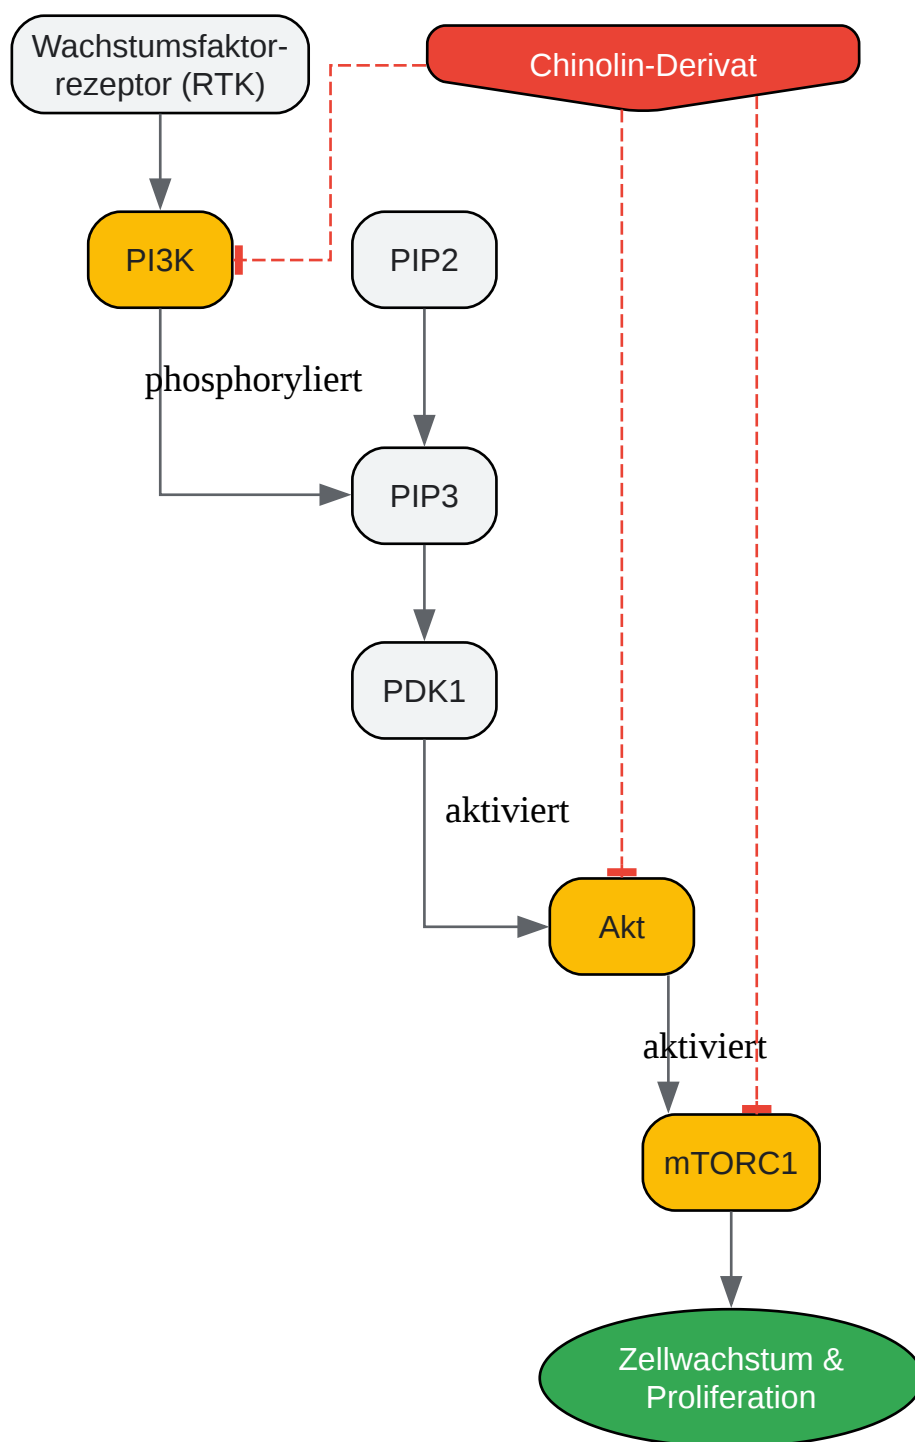 Wachstumsfaktor-
rezeptor (RTK)
Chinolin-Derivat
PI3K
PIP2
phosphoryliert
PIP3
PDK1
aktiviert
Akt
aktiviert
mTORC1
Zellwachstum &
Proliferation